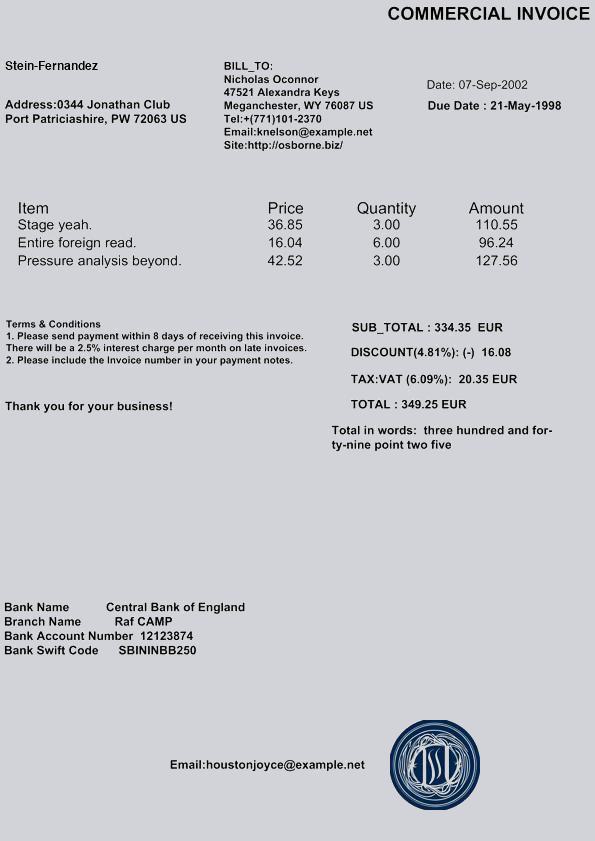 COMMERCIAL INVOICE
Stein-Fernandez
Address:0344 Jonathan Club
Port Patriciashire, PW 72063 US
BILL_TO:
Nicholas Oconnor
47521 Alexandra Keys
Meganchester, WY 76087 US
Tel:+(771)101-2370
Email:knelson@example.net
Site:http://osborne.biz/
Date: 07-Sep-2002
Due Date : 21-May-1998
Item Price Quantity Amount
Stage yeah. 36.85 3.00 110.55
Entire foreign read. 16.04 6.00 96.24
Pressure analysis beyond. 42.52 3.00 127.56
Terms & Conditions
1. Please send payment within 8 days of receiving this invoice.
There will be a 2.5% interest charge per month on late invoices.
2. Please include the Invoice number in your payment notes.
Thank you for your business!
SUB_TOTAL : 334.35 EUR
DISCOUNT(4.81%): (-) 16.08
TAX:VAT (6.09%): 20.35 EUR
TOTAL : 349.25 EUR
Total in words: three hundred and for-
ty-nine point two five
Bank Name Central Bank of England
Branch Name Raf CAMP
Bank Account Number 12123874
Bank Swift Code SBININBB250
Email:houstonjoyce@example.net